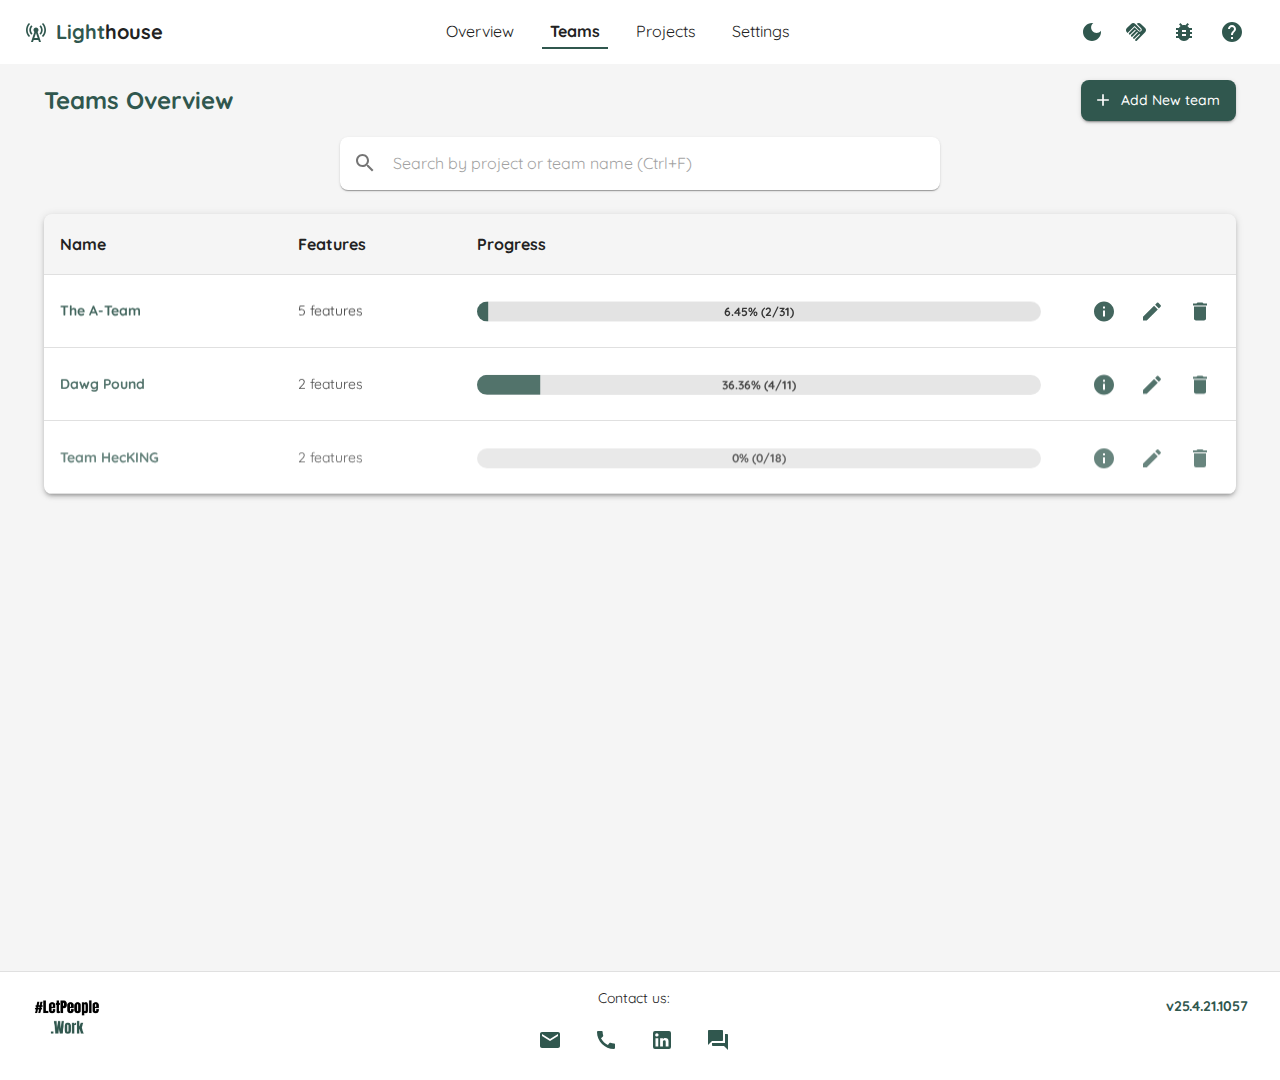 Lighthouse
Overview
Teams
Projects
Settings
Teams Overview
Add New team
Search by project or team name (Ctrl+F)
Name
Features
Progress
The A-Team
5 features
6.45% (2/31)
Dawg Pound
2 features
36.36% (4/11)
Team HecKING
2 features
0% (0/18)
#LetPeople
.Work
Contact us:
v25.4.21.1057